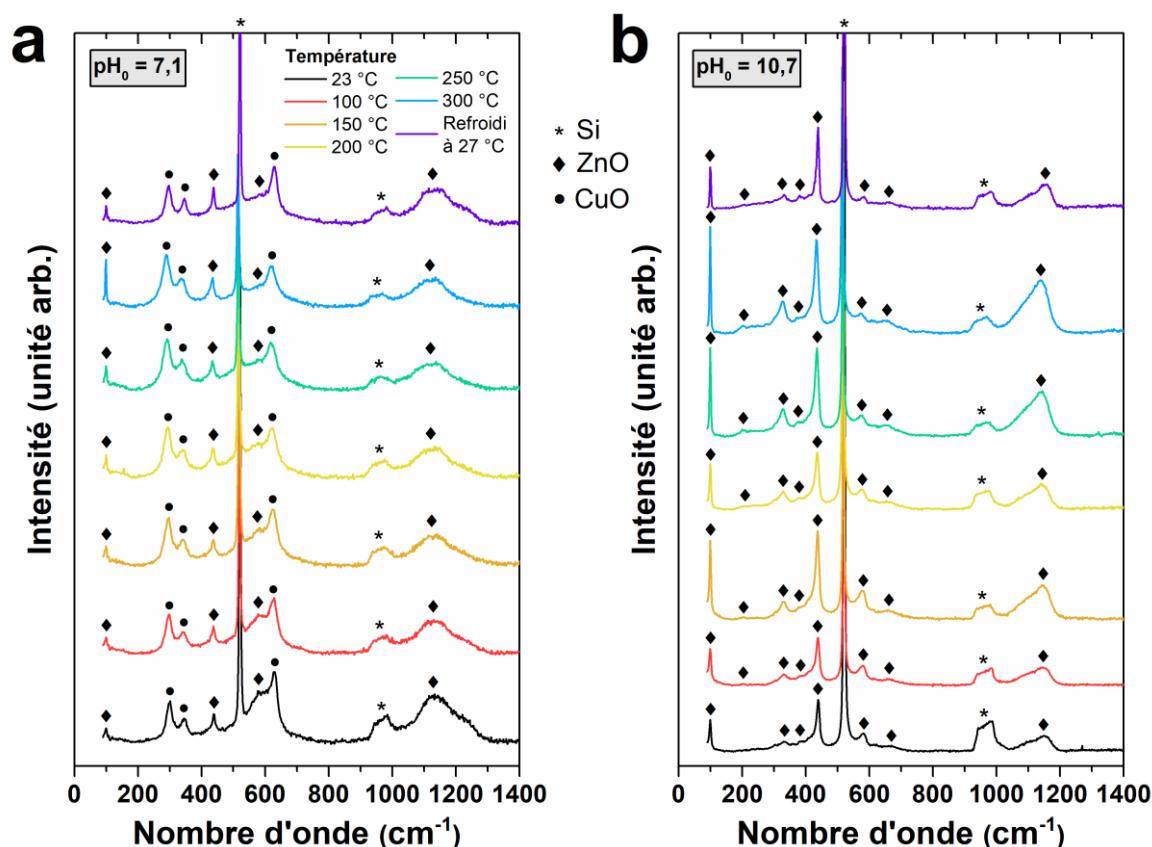 a
pH0 = 7,1
*
Température
23 °C
100 °C
150 °C
200 °C
250 °C
300 °C
Refroidi
à 27 °C
Intensité (unité arb.)
0 200 400 600 800 1000 1200 1400
Nombre d'onde (cm-1)
* Si
◆ ZnO
● CuO
b
pH0 = 10,7
*
Intensité (unité arb.)
0 200 400 600 800 1000 1200 1400
Nombre d'onde (cm-1)